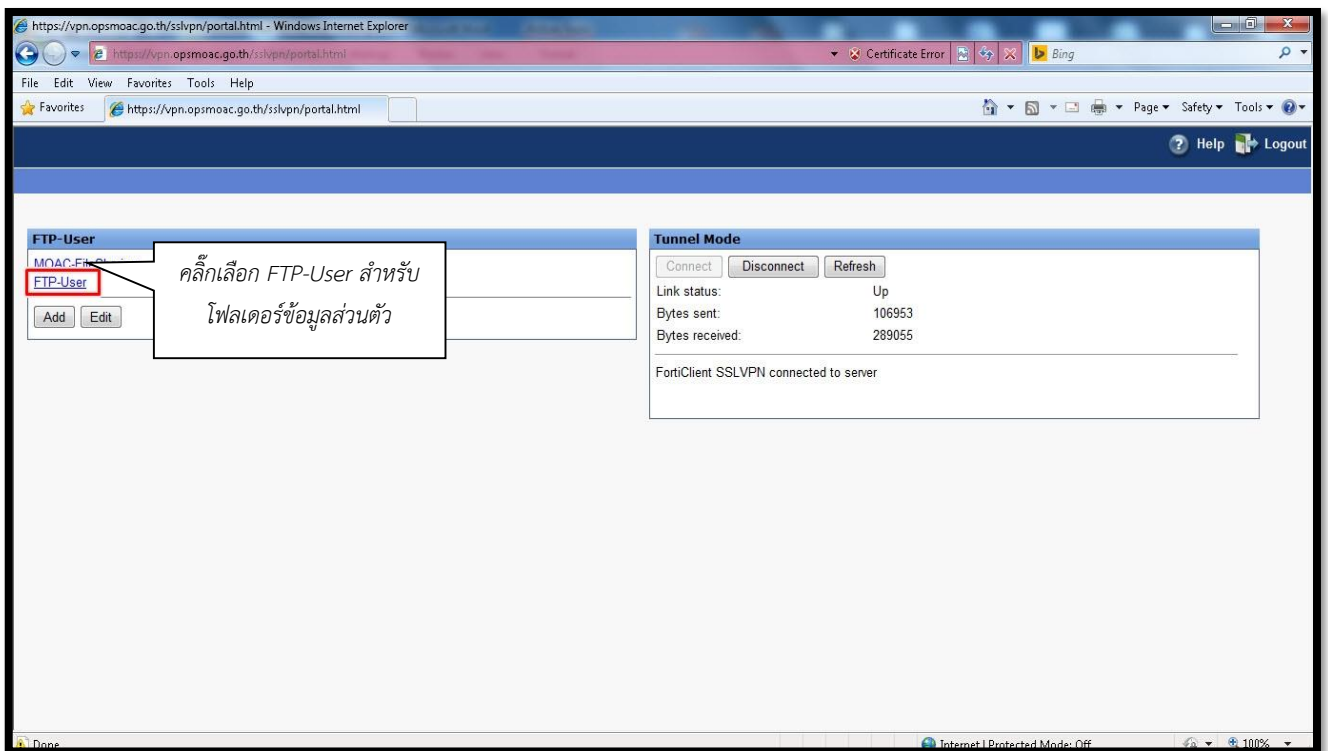 https://vpn.opsmoac.go.th/sslvpn/portal.html - Windows Internet Explorer
https://vpn.opsmoac.go.th/sslvpn/portal.html
Certificate Error
Bing
File Edit View Favorites Tools Help
Favorites
https://vpn.opsmoac.go.th/sslvpn/portal.html
Page Safety Tools
Help Logout
FTP-User
FTP-User
Add Edit
คลิ๊กเลือก FTP-User สำหรับ
โฟลเดอร์ข้อมูลส่วนตัว
Tunnel Mode
Connect Disconnect Refresh
Link status: Up
Bytes sent: 106953
Bytes received: 289055
FortiClient SSLVPN connected to server
Done
Internet | Protected Mode: Off
100%